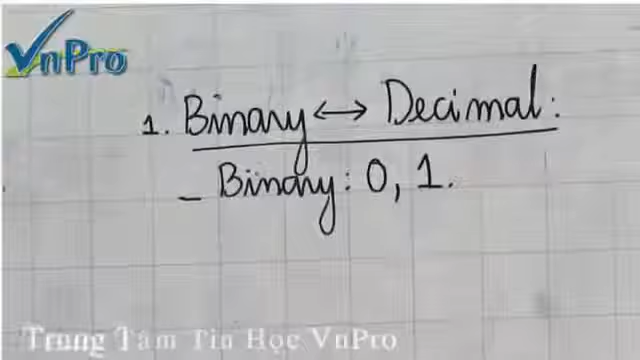 VnPro
1. Binary ↔ Decimal:
- Binary: 0, 1.
Trung Tâm Tin Học VnPro